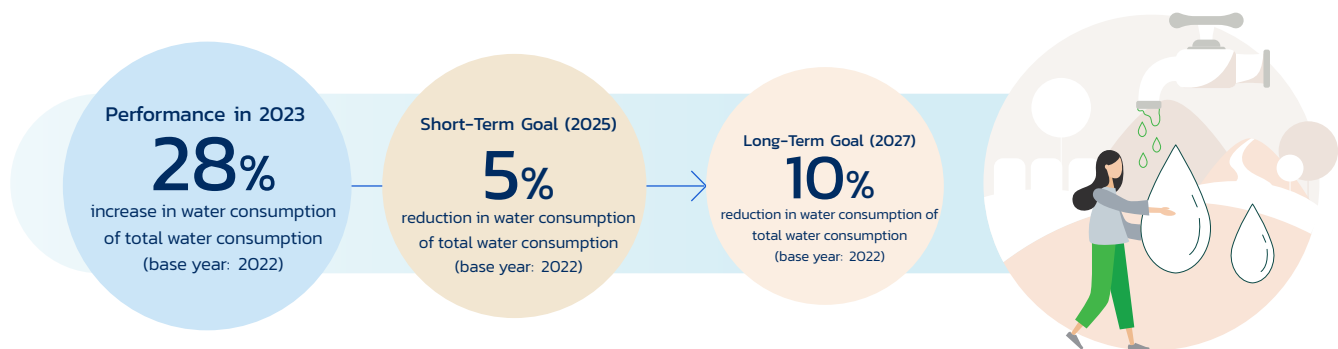 Performance in 2023
28%
increase in water consumption
of total water consumption
(base year: 2022)
Short-Term Goal (2025)
5%
reduction in water consumption
of total water consumption
(base year: 2022)
Long-Term Goal (2027)
10%
reduction in water consumption of
total water consumption
(base year: 2022)